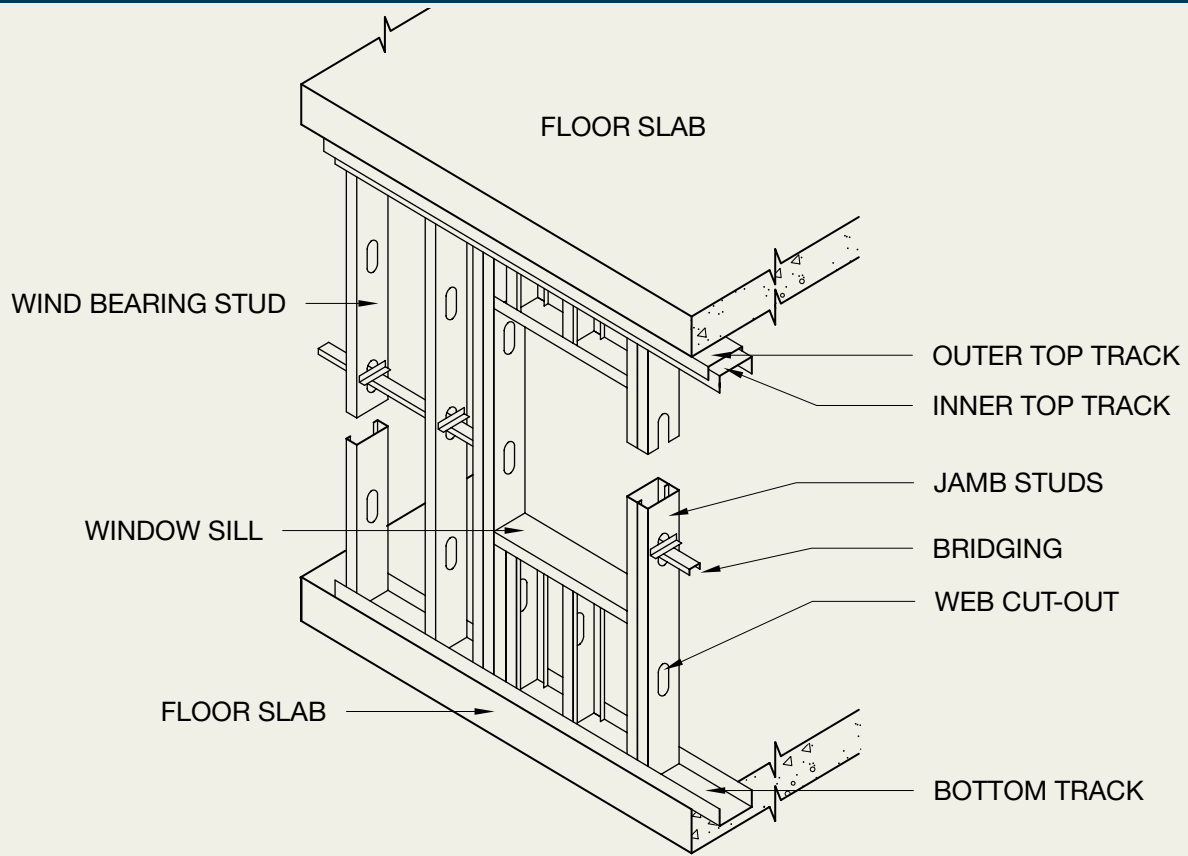 FLOOR SLAB
WIND BEARING STUD
OUTER TOP TRACK
INNER TOP TRACK
JAMB STUDS
WINDOW SILL
BRIDGING
WEB CUT-OUT
FLOOR SLAB
BOTTOM TRACK